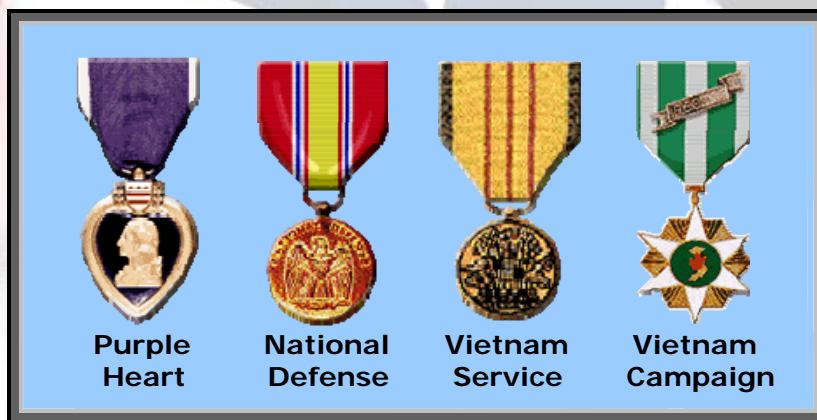 Purple
Heart
National
Defense
Vietnam
Service
Vietnam
Campaign